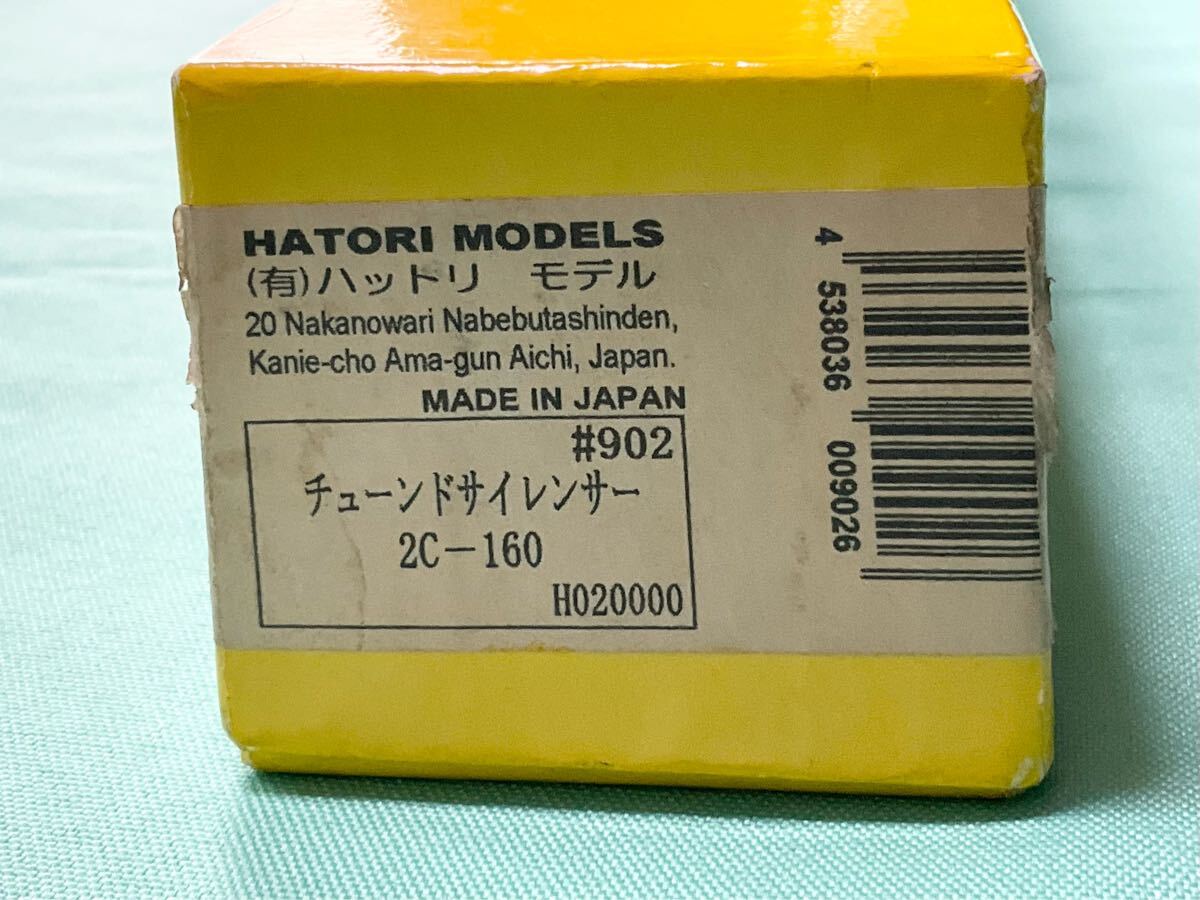 HATORI MODELS
(有)ハットリ　モデル
20 Nakanowari Nabebutashinden,
Kanie-cho Ama-gun Aichi, Japan.
MADE IN JAPAN
#902
チューンドサイレンサー
2C−160
H020000
4 538036 009026